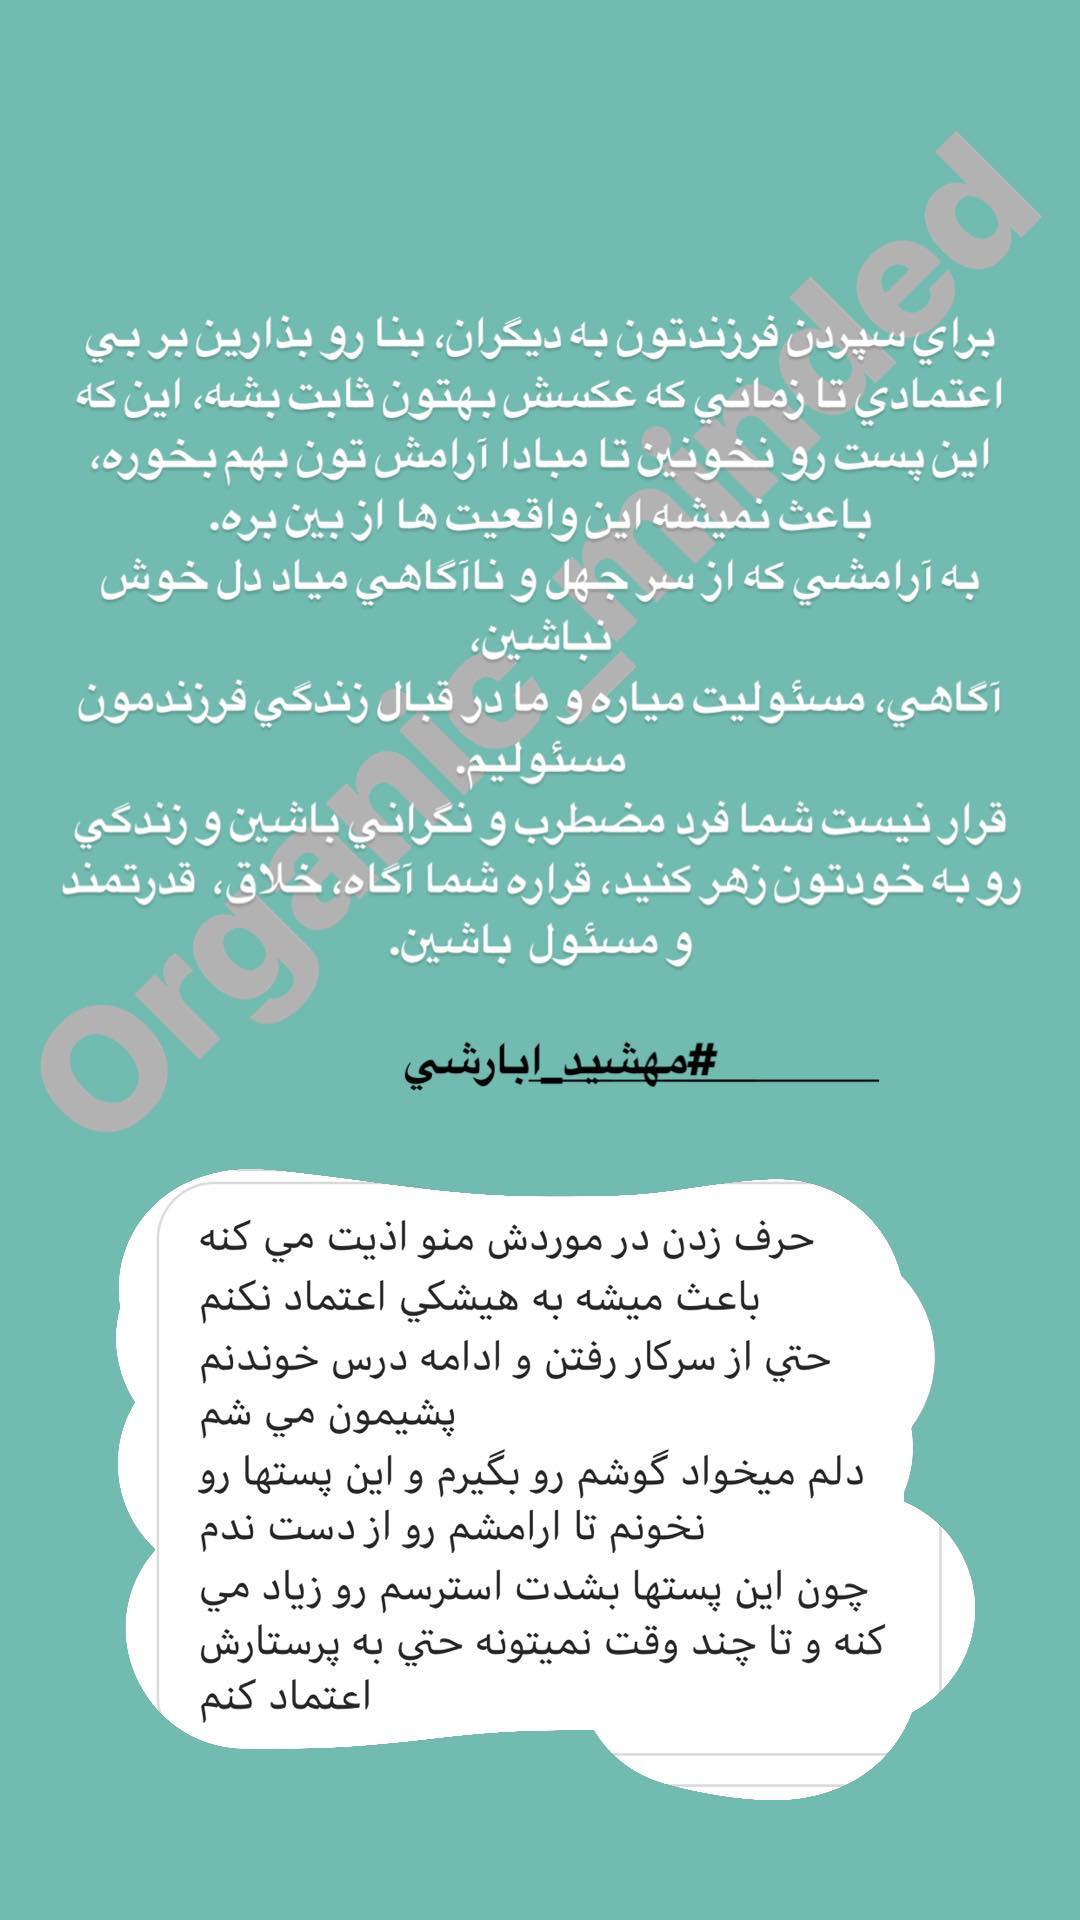 براي سپردن فرزندتون به ديگران، بنا رو بذارين بر بي
اعتمادي تا زماني كه عكسش بهتون ثابت بشه، اين كه
اين پست رو نخونين تا مبادا آرامش تون بهم بخوره،
باعث نميشه اين واقعيت ها از بين بره.
به آرامشي كه از سر جهل و ناآگاهي مياد دل خوش
نباشين،
آگاهي، مسئوليت مياره و ما در قبال زندگي فرزندمون
مسئوليم.
قرار نيست شما فرد مضطرب و نگراني باشين و زندگي
رو به خودتون زهر كنيد، قراره شما آگاه، خلاق، قدرتمند
و مسئول باشين.
#مهشيد_ابارشي
Organic_minded
حرف زدن در موردش منو اذيت مي كنه
باعث ميشه به هيشكي اعتماد نكنم
حتي از سركار رفتن و ادامه درس خوندنم
پشيمون مي شم
دلم ميخواد گوشم رو بگيرم و اين پستها رو
نخونم تا ارامشم رو از دست ندم
چون اين پستها بشدت استرسم رو زياد مي
كنه و تا چند وقت نميتونه حتي به پرستارش
اعتماد كنم